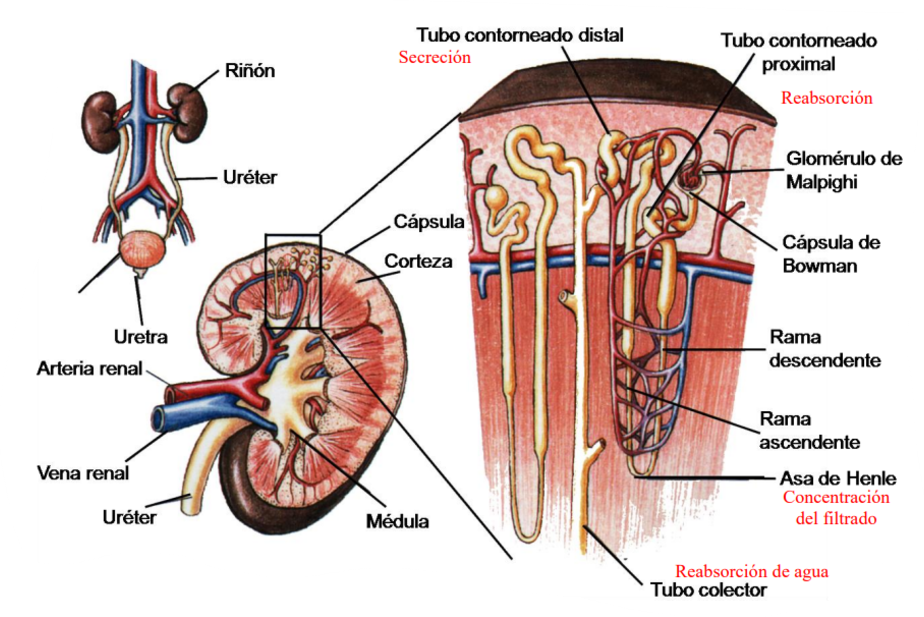 Riñón
Uréter
Uretra
Cápsula
Corteza
Arteria renal
Vena renal
Uréter
Médula
Tubo contorneado distal
Secreción
Tubo contorneado
proximal
Reabsorción
Glomérulo de
Malpighi
Cápsula de
Bowman
Rama
descendente
Rama
ascendente
Asa de Henle
Concentración
del filtrado
Reabsorción de agua
Tubo colector